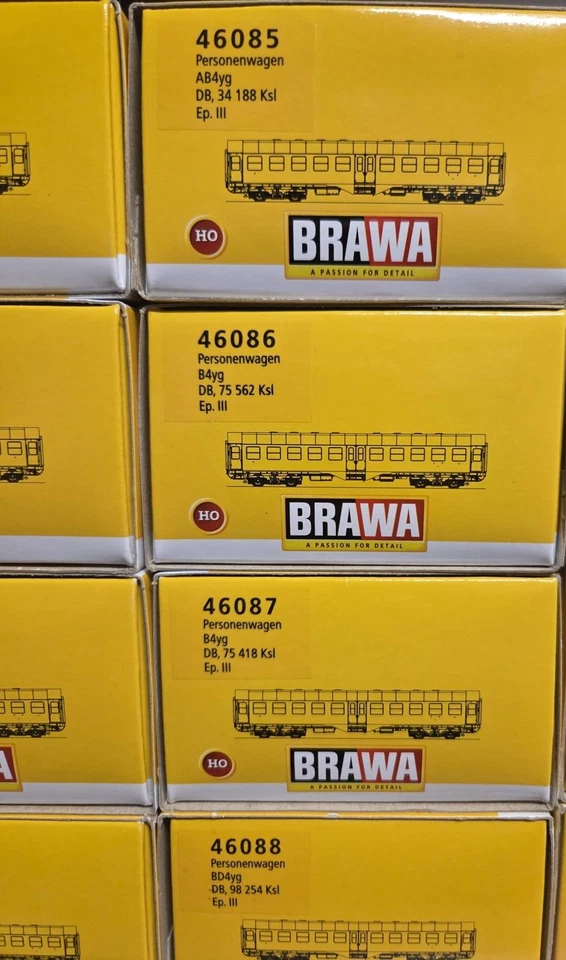 46085
Personenwagen
AB4yg
DB, 34 188 Ksl
Ep. III
HO
BRAWA
A PASSION FOR DETAIL
46086
Personenwagen
B4yg
DB, 75 562 Ksl
Ep. III
HO
BRAWA
A PASSION FOR DETAIL
46087
Personenwagen
B4yg
DB, 75 418 Ksl
Ep. III
A
HO
BRAWA
A PASSION FOR DETAIL
46088
Personenwagen
BD4yg
DB, 98 254 Ksl
Ep. III